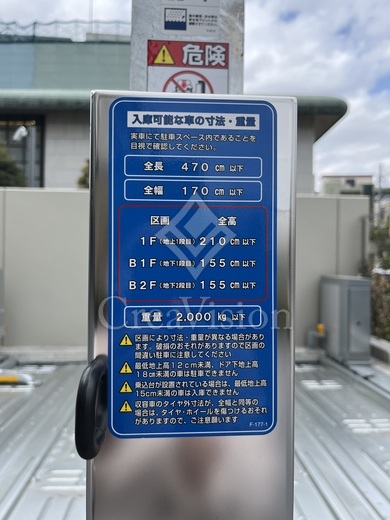 危険
入庫可能な車の寸法・重量
実車にて駐車スペース内であることを
目視で確認してください。
全長 470 cm 以下
全幅 170 cm 以下
区画 全高
1F(地上1段目) 210 cm以下
B1F(地下1段目) 155 cm以下
B2F(地下2段目) 155 cm以下
重量 2,000 kg 以下
CreaVision
区画により寸法・重量が異なる場合があり
ます。破損のおそれがありますので区画の
間違い駐車に注意してください
最低地上高12cm未満、ドア下地上高
18cm未満の車は駐車できません
乗込台が設置されている場合は、最低地上高
15cm未満の車は入庫できません
収容車のタイヤ外寸法が、全幅と同等の
場合は、タイヤ・ホイールを傷つけるおそれ
がありますので、ご注意願います
F-177-1